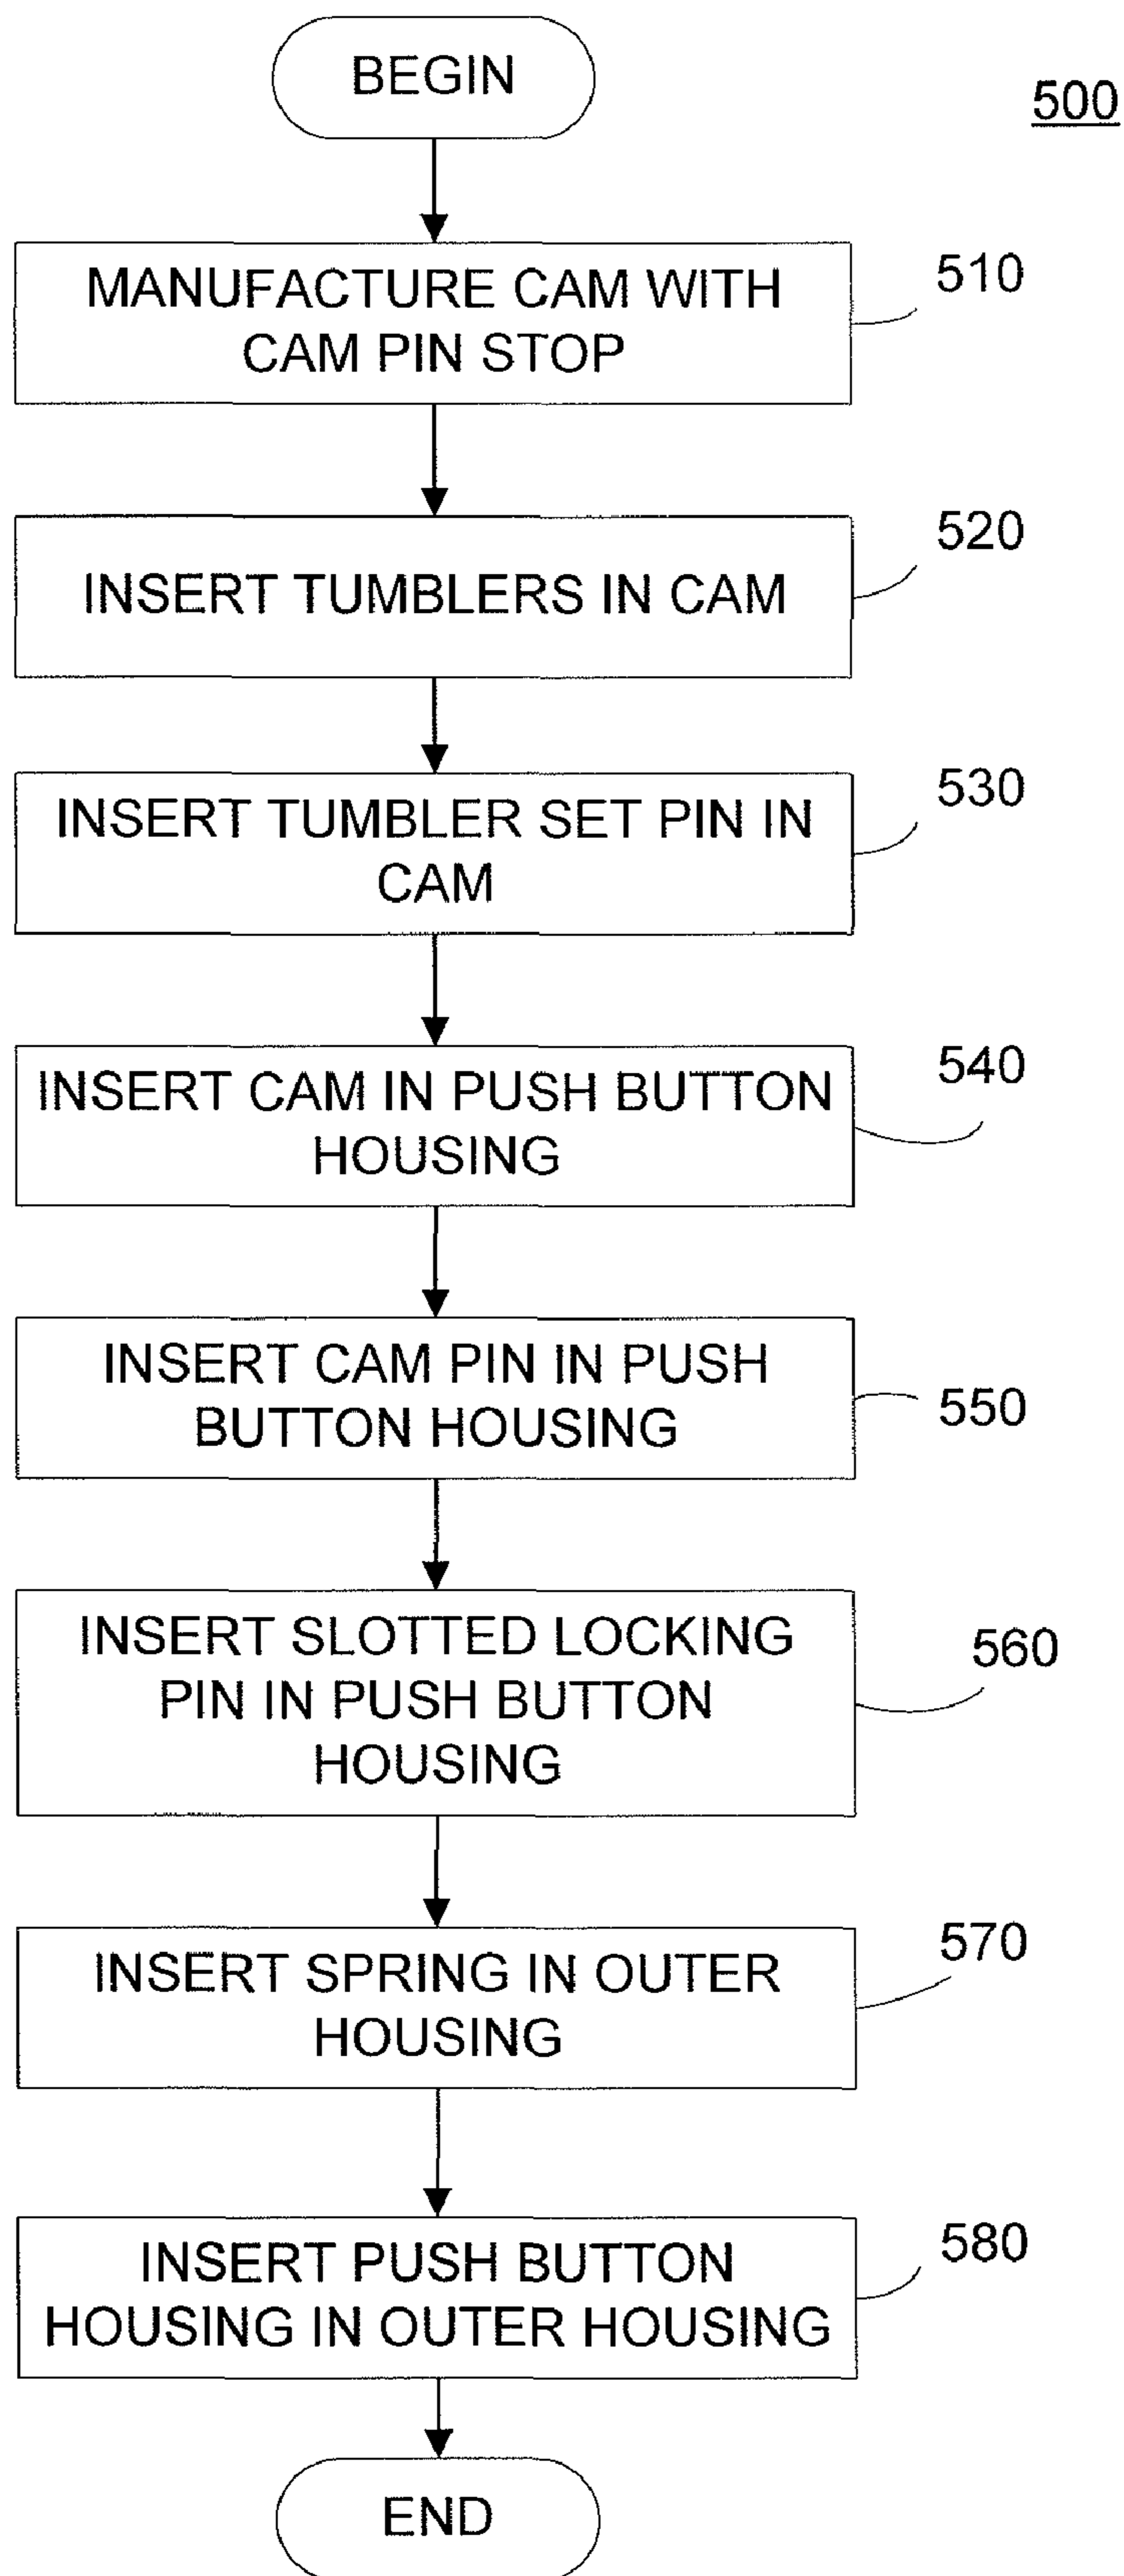 BEGIN
500
MANUFACTURE CAM WITH
CAM PIN STOP
510
INSERT TUMBLERS IN CAM
520
INSERT TUMBLER SET PIN IN
CAM
530
INSERT CAM IN PUSH BUTTON
HOUSING
540
INSERT CAM PIN IN PUSH
BUTTON HOUSING
550
INSERT SLOTTED LOCKING
PIN IN PUSH BUTTON
HOUSING
560
INSERT SPRING IN OUTER
HOUSING
570
INSERT PUSH BUTTON
HOUSING IN OUTER HOUSING
580
END